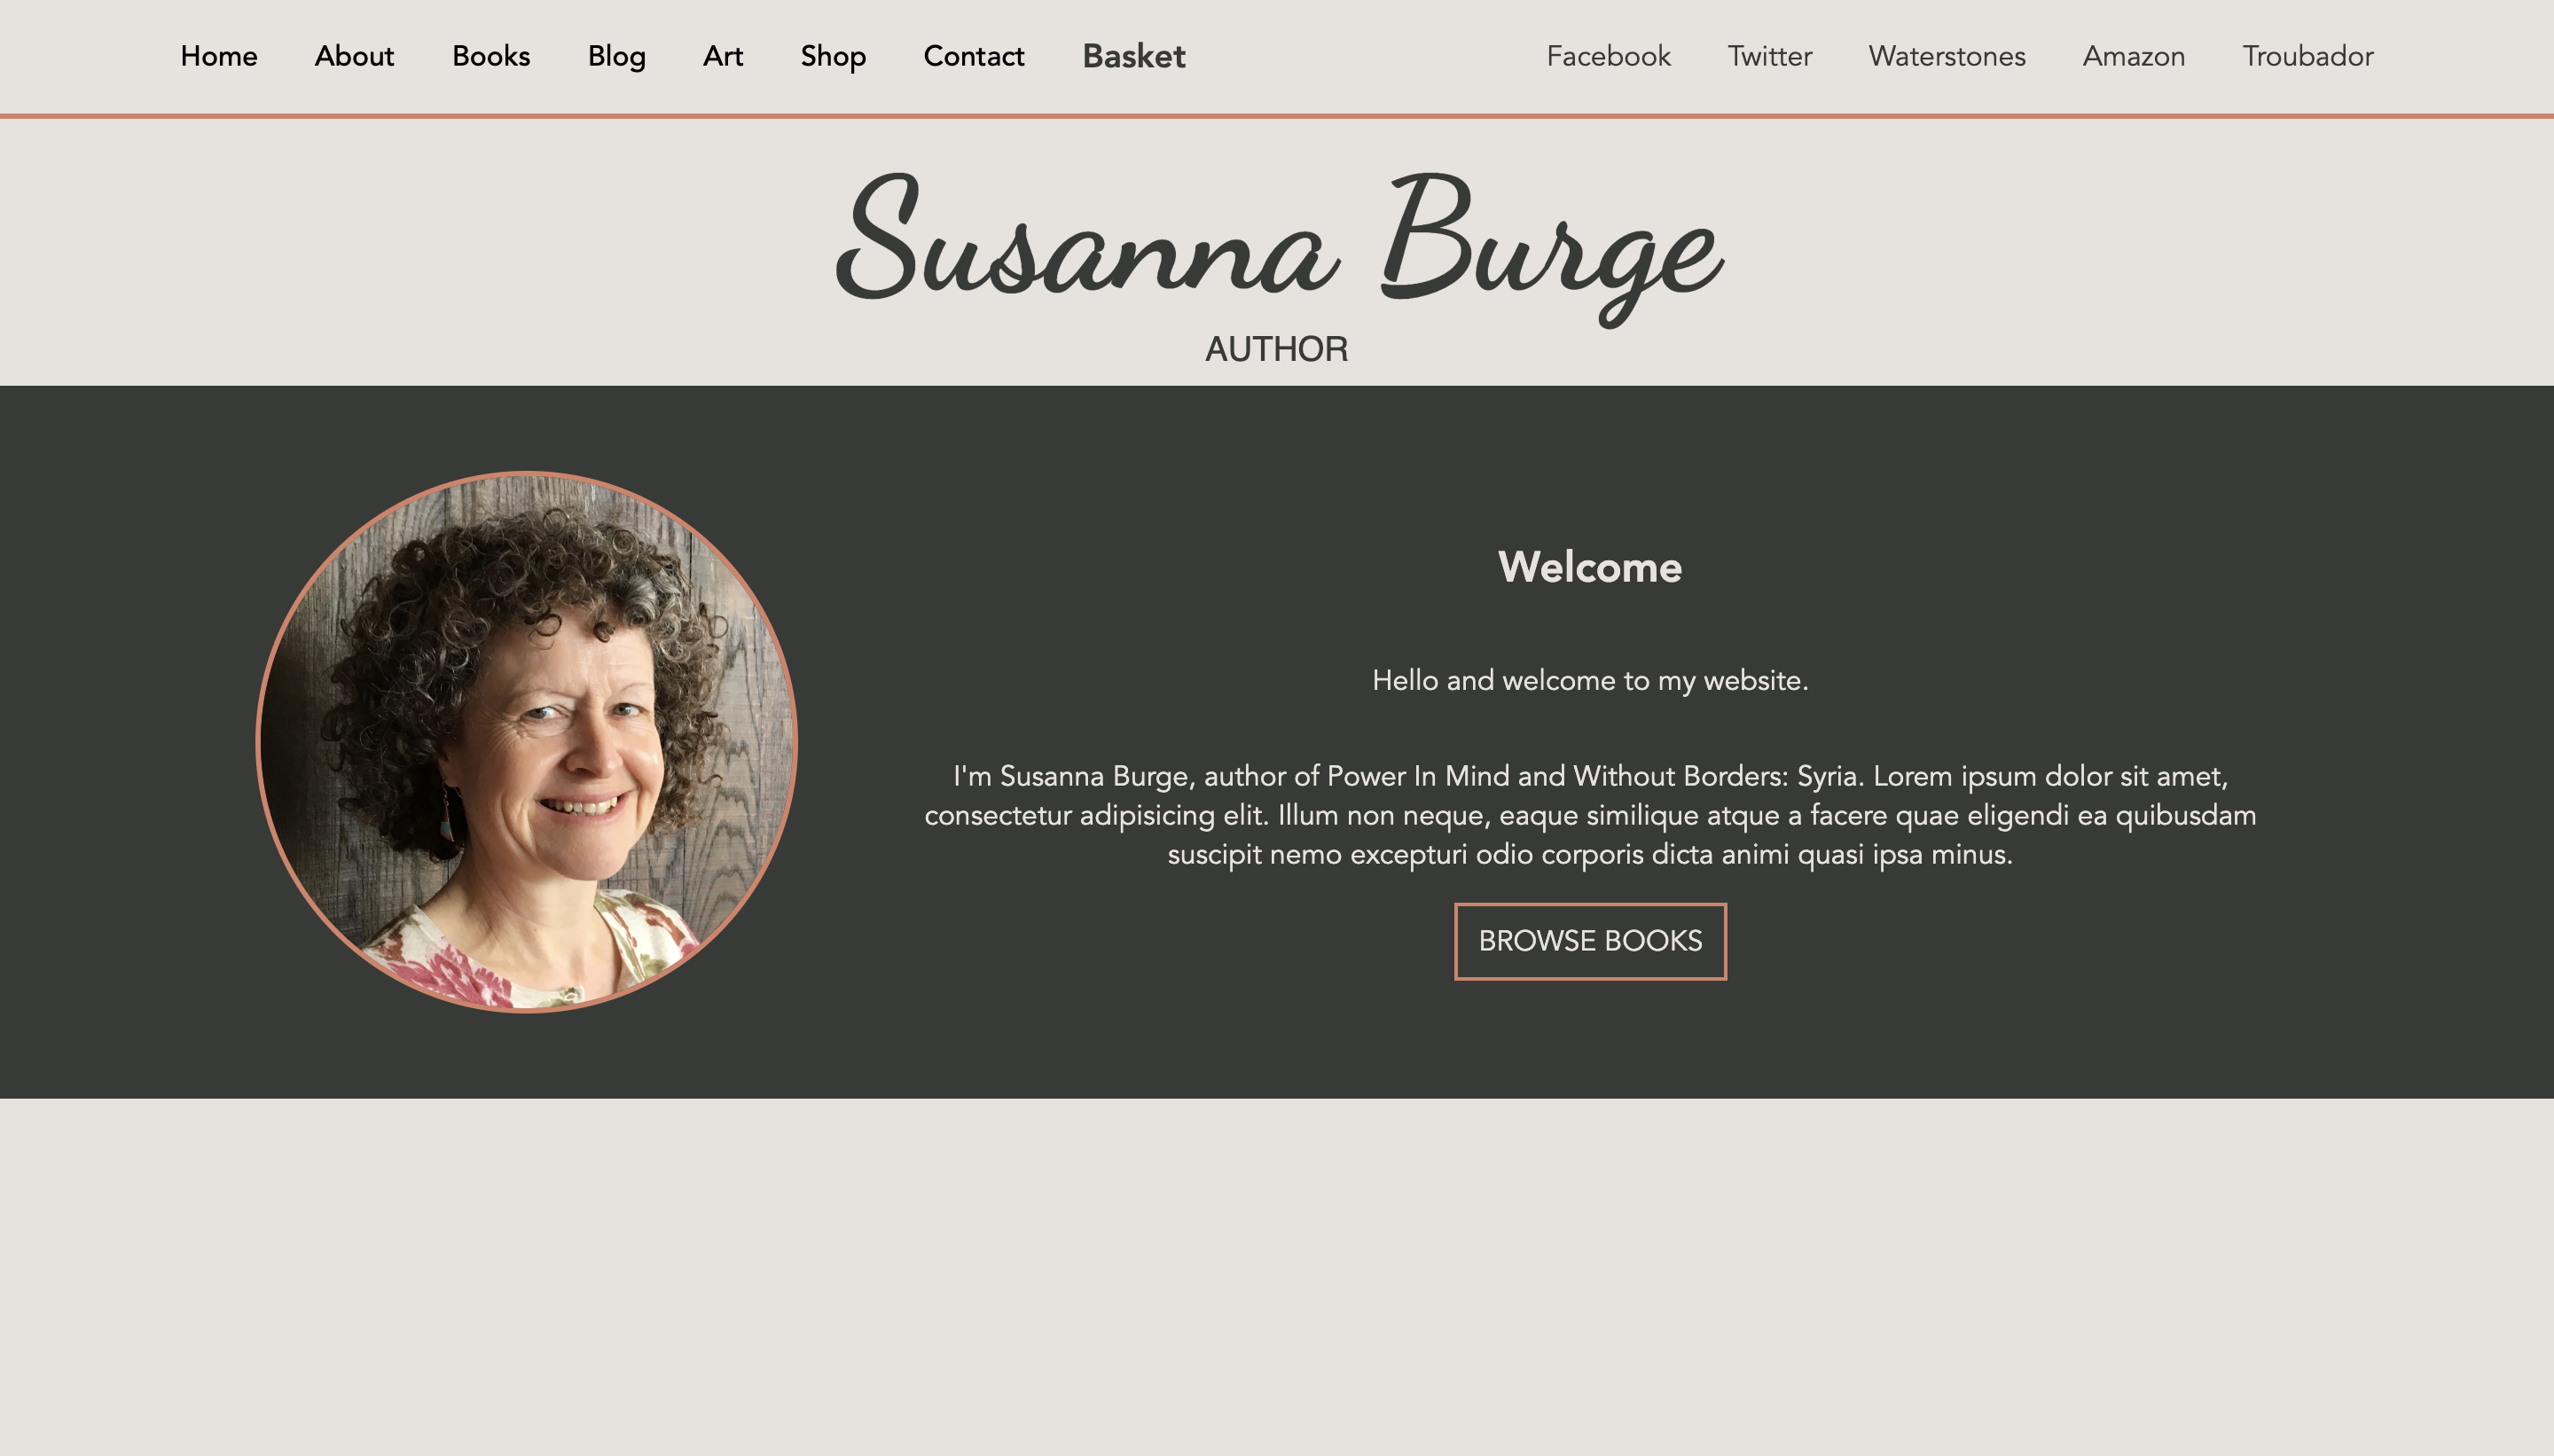 Home About Books Blog Art Shop Contact Basket Facebook Twitter Waterstones Amazon Troubador
Susanna Burge
AUTHOR
Welcome
Hello and welcome to my website.
I'm Susanna Burge, author of Power In Mind and Without Borders: Syria. Lorem ipsum dolor sit amet,
consectetur adipisicing elit. Illum non neque, eaque similique atque a facere quae eligendi ea quibusdam
suscipit nemo excepturi odio corporis dicta animi quasi ipsa minus.
BROWSE BOOKS